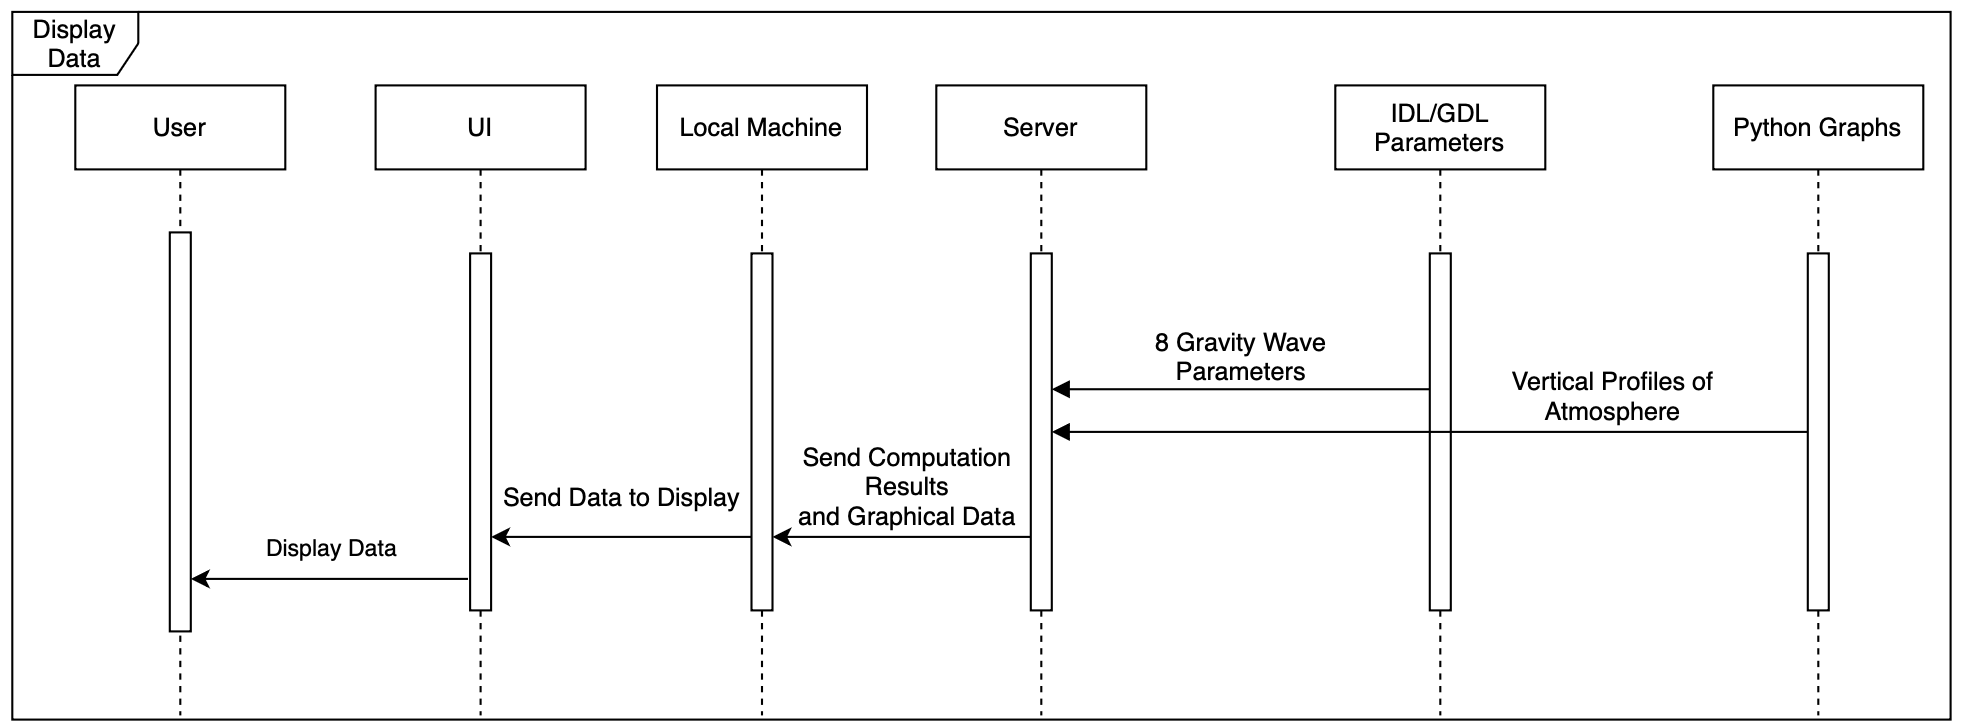 Display
Data
User
UI
Local Machine
Server
IDL/GDL
Parameters
Python Graphs
8 Gravity Wave
Parameters
Vertical Profiles of
Atmosphere
Send Computation
Results
and Graphical Data
Send Data to Display
Display Data